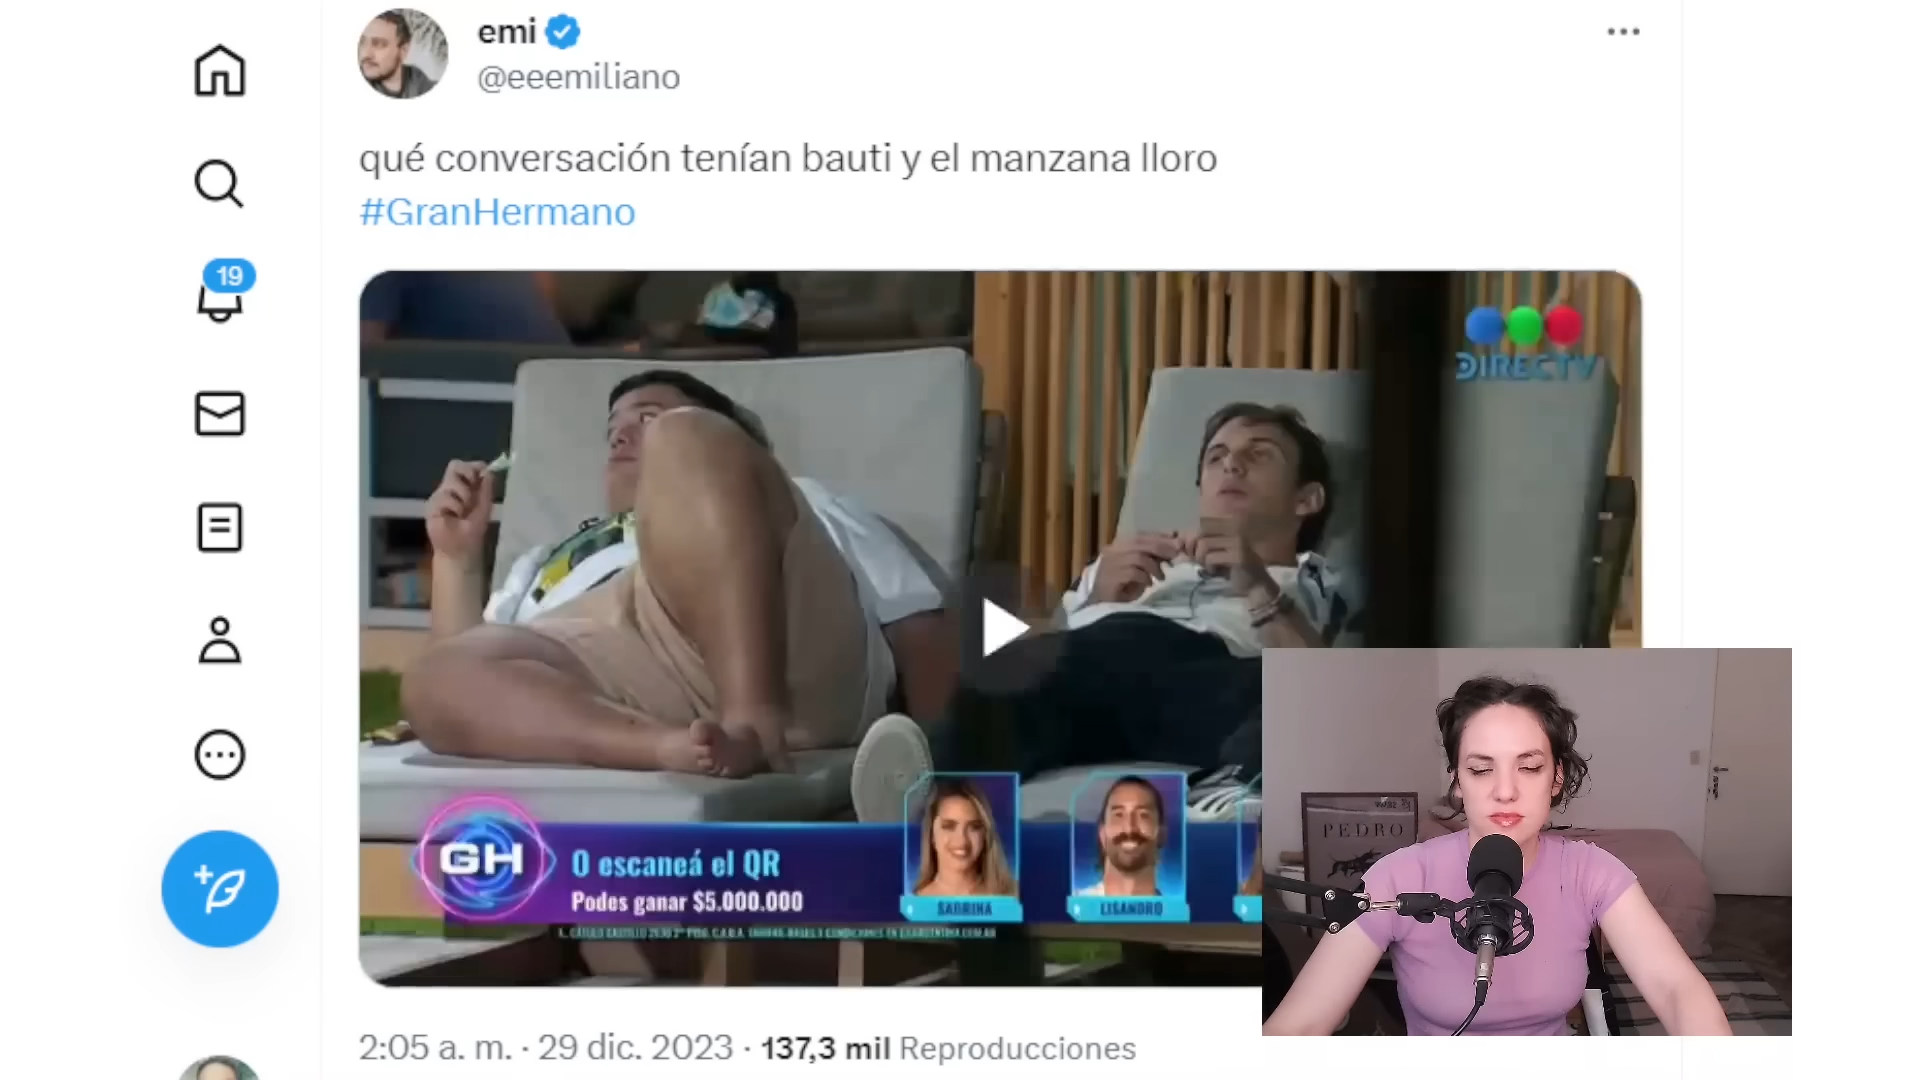 emi
@eeemiliano
qué conversación tenían bauti y el manzana lloro
#GranHermano
19
DIRECTV
GH
O escaneá el QR
Podes ganar $5.000.000
SABRINA
LISANDRO
PEDRO
2:05 a. m. · 29 dic. 2023 · 137,3 mil Reproducciones